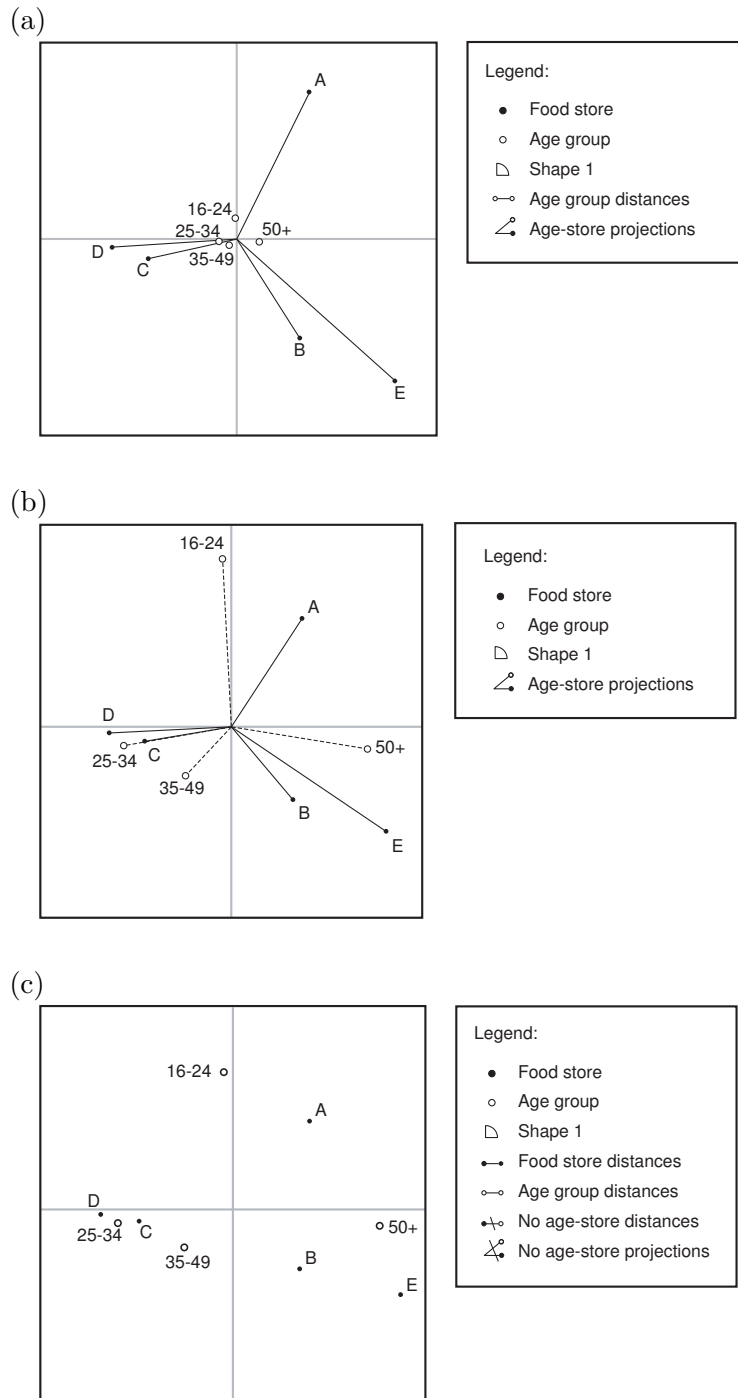 (a)
A
16-24
25-34
50+
D
C
35-49
B
E
Legend:
Food store
Age group
Shape 1
Age group distances
Age-store projections
(b)
16-24
A
D
25-34
C
35-49
50+
B
E
Legend:
Food store
Age group
Shape 1
Age-store projections
(c)
16-24
A
D
25-34
C
35-49
50+
B
E
Legend:
Food store
Age group
Shape 1
Food store distances
Age group distances
No age-store distances
No age-store projections